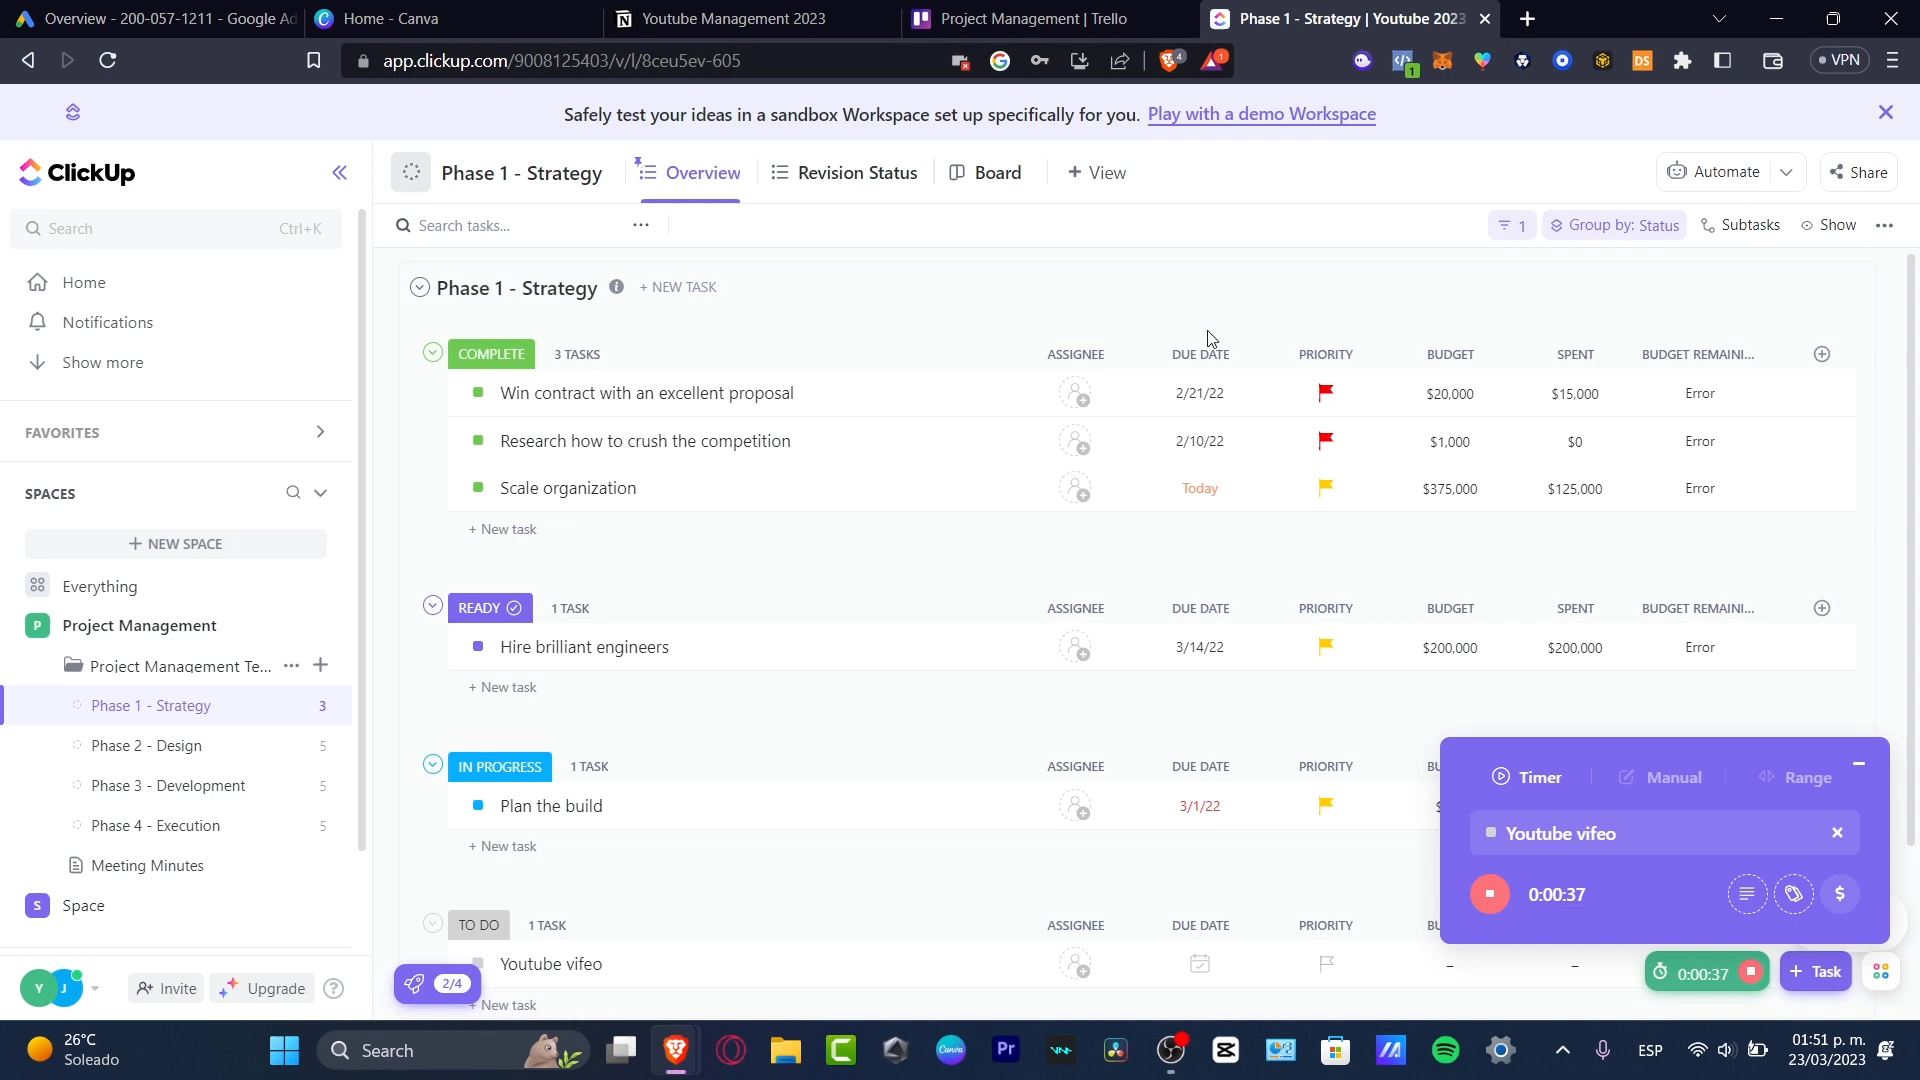 Overview - 200-057-1211 - Google Ad
Home - Canva
Youtube Management 2023
Project Management | Trello
Phase 1 - Strategy | Youtube 2023
app.clickup.com/9008125403/v/l/8ceu5ev-605
4
1
1
DS
VPN
Safely test your ideas in a sandbox Workspace set up specifically for you. Play with a demo Workspace
ClickUp
Phase 1 - Strategy
Overview
Revision Status
Board
+ View
Automate
Share
Search
Ctrl+K
Search tasks...
1
Group by: Status
Subtasks
Show
Home
Notifications
Show more
FAVORITES
SPACES
+ NEW SPACE
Everything
P Project Management
Project Management Te...
Phase 1 - Strategy 3
Phase 2 - Design 5
Phase 3 - Development 5
Phase 4 - Execution 5
Meeting Minutes
S Space
Y J
Invite
Upgrade
?
Phase 1 - Strategy + NEW TASK
COMPLETE 3 TASKS ASSIGNEE DUE DATE PRIORITY BUDGET SPENT BUDGET REMAINI...
Win contract with an excellent proposal 2/21/22 $20,000 $15,000 Error
Research how to crush the competition 2/10/22 $1,000 $0 Error
Scale organization Today $375,000 $125,000 Error
+ New task
READY 1 TASK ASSIGNEE DUE DATE PRIORITY BUDGET SPENT BUDGET REMAINI...
Hire brilliant engineers 3/14/22 $200,000 $200,000 Error
+ New task
IN PROGRESS 1 TASK ASSIGNEE DUE DATE PRIORITY
Plan the build 3/1/22
+ New task
TO DO 1 TASK ASSIGNEE DUE DATE PRIORITY
Youtube vifeo – –
+ New task
2/4
Timer
Manual
Range
Youtube vifeo
0:00:37
$
0:00:37
+ Task
26°C
Soleado
Search
Canva
Pr
ESP
01:51 p. m.
23/03/2023